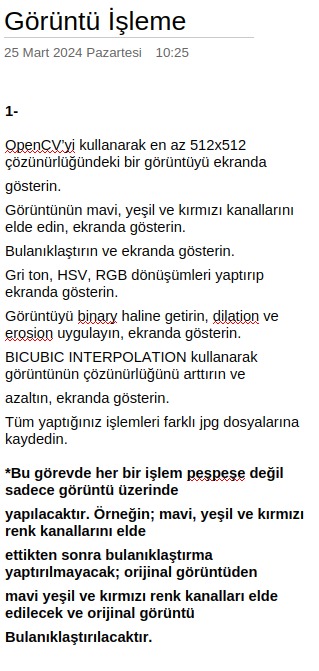 Görüntü İşleme
25 Mart 2024 Pazartesi 10:25
1-
OpenCV'yi kullanarak en az 512x512
çözünürlüğündeki bir görüntüyü ekranda
gösterin.
Görüntünün mavi, yeşil ve kırmızı kanallarını
elde edin, ekranda gösterin.
Bulanıklaştırın ve ekranda gösterin.
Gri ton, HSV, RGB dönüşümleri yaptırıp
ekranda gösterin.
Görüntüyü binary haline getirin, dilation ve
erosion uygulayın, ekranda gösterin.
BICUBIC INTERPOLATION kullanarak
görüntünün çözünürlüğünü arttırın ve
azaltın, ekranda gösterin.
Tüm yaptığınız işlemleri farklı jpg dosyalarına
kaydedin.
*Bu görevde her bir işlem peşpeşe değil
sadece görüntü üzerinde
yapılacaktır. Örneğin; mavi, yeşil ve kırmızı
renk kanallarını elde
ettikten sonra bulanıklaştırma
yaptırılmayacak; orijinal görüntüden
mavi yeşil ve kırmızı renk kanalları elde
edilecek ve orijinal görüntü
Bulanıklaştırılacaktır.